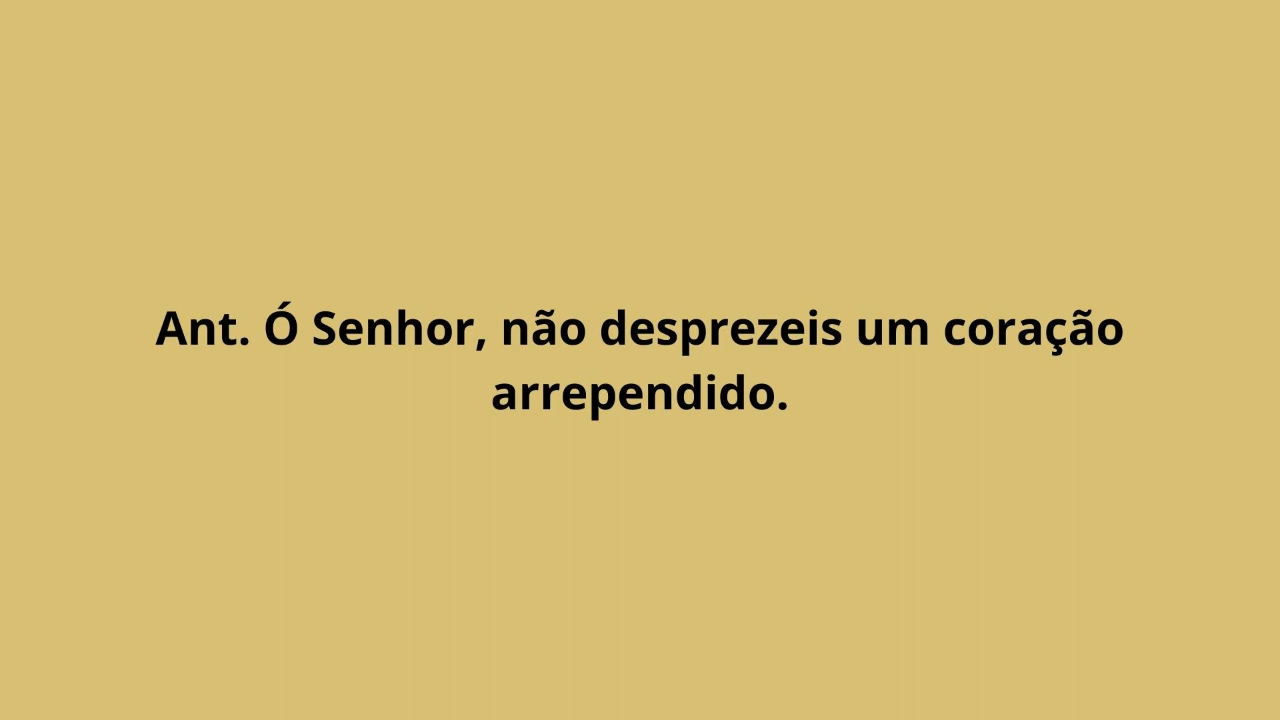 Ant. Ó Senhor, não desprezeis um coração
arrependido.